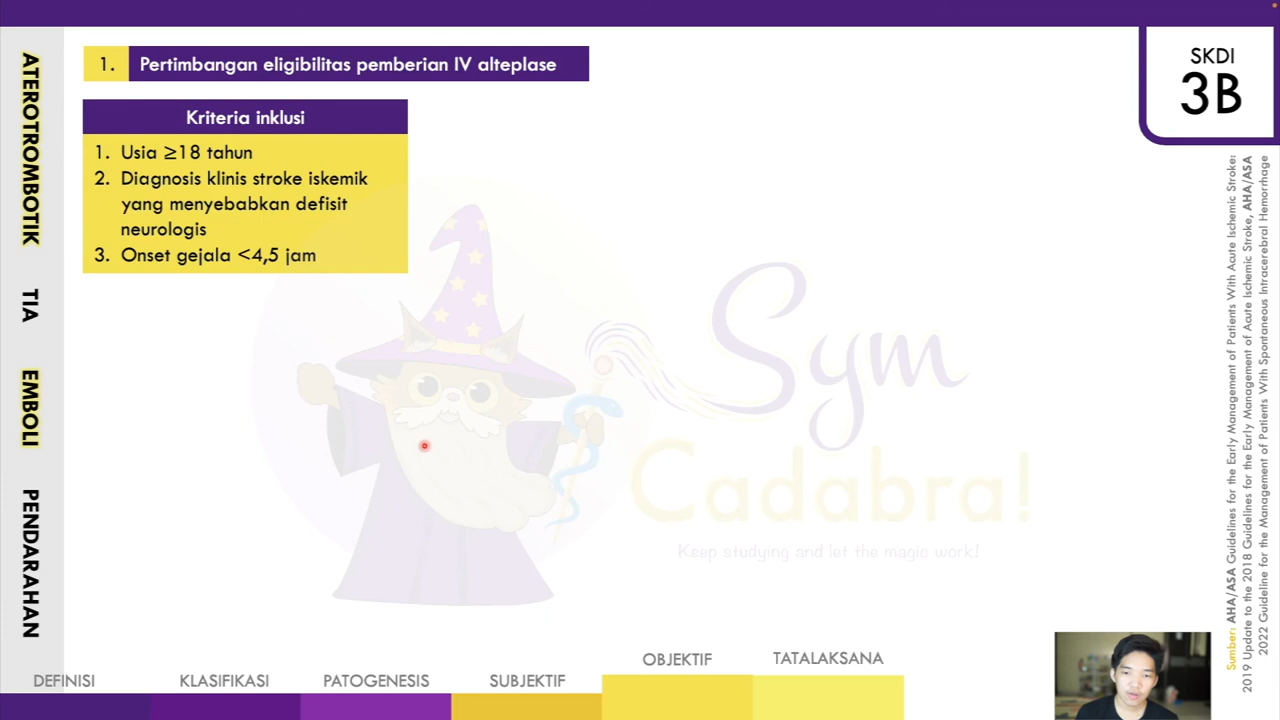 1. Pertimbangan eligibilitas pemberian IV alteplase
Kriteria inklusi
1. Usia ≥18 tahun
2. Diagnosis klinis stroke iskemik
yang menyebabkan defisit
neurologis
3. Onset gejala <4,5 jam
SKDI
3B
ATEROTROMBOTIK
TIA
EMBOLI
PENDARAHAN
Sym
Cadabra!
Keep studying and let the magic work!
Sumber: AHA/ASA Guidelines for the Early Management of Patients With Acute Ischemic Stroke:
2019 Update to the 2018 Guidelines for the Early Management of Acute Ischemic Stroke, AHA/ASA
2022 Guideline for the Management of Patients With Spontaneous Intracerebral Hemorrhage
DEFINISI
KLASIFIKASI
PATOGENESIS
SUBJEKTIF
OBJEKTIF
TATALAKSANA